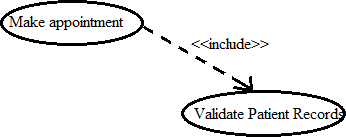 Make appointment
<<include>>
Validate Patient Records